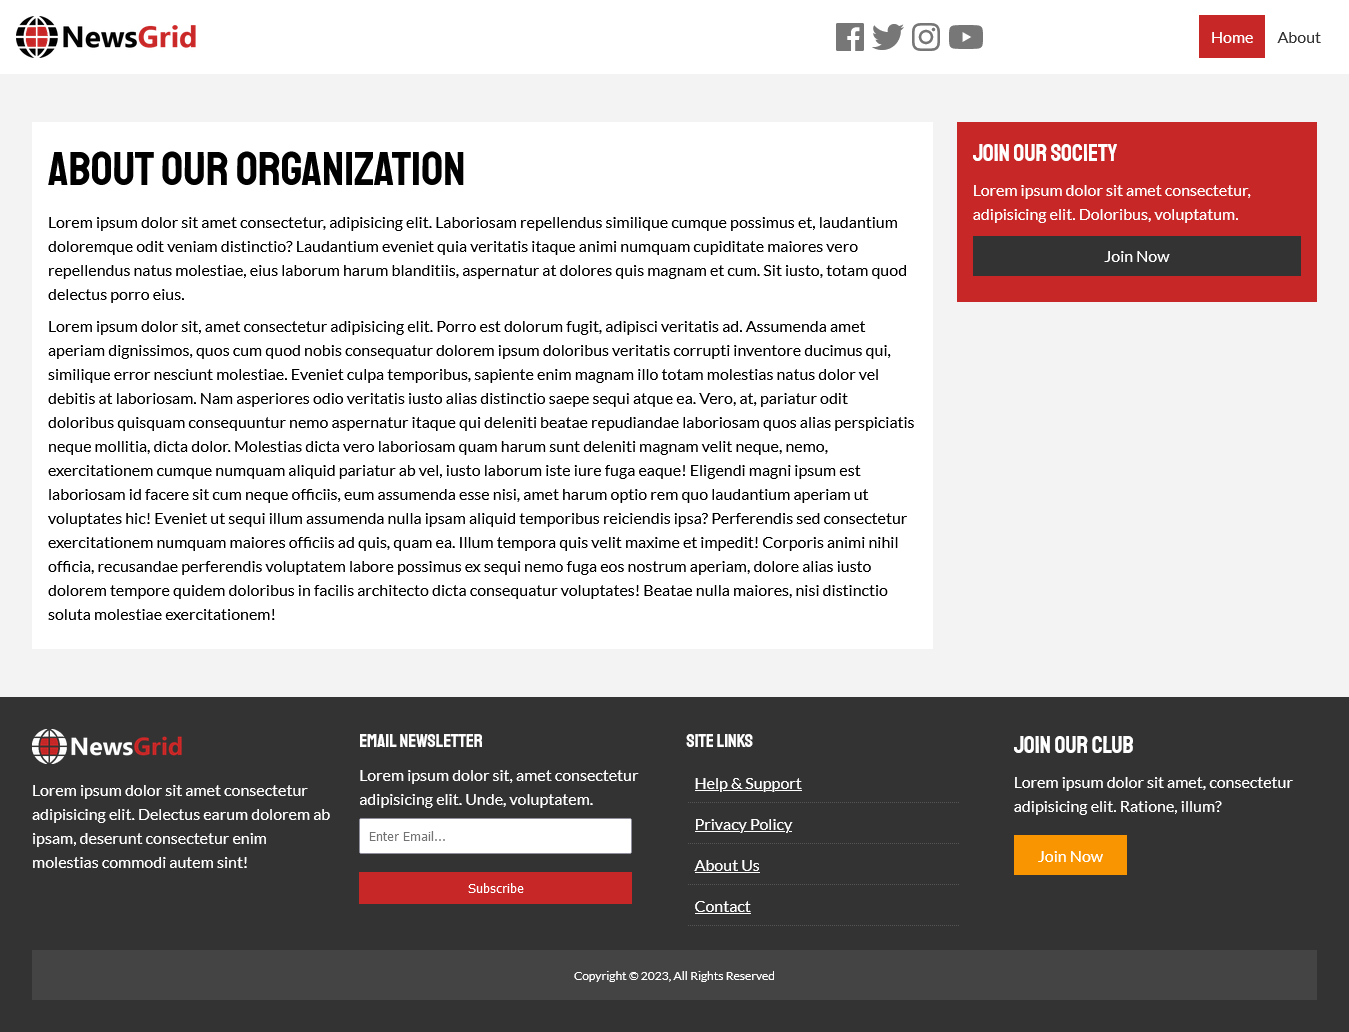 NewsGrid
Home
About
ABOUT OUR ORGANIZATION
Lorem ipsum dolor sit amet consectetur, adipisicing elit. Laboriosam repellendus similique cumque possimus et, laudantium
doloremque odit veniam distinctio? Laudantium eveniet quia veritatis itaque animi numquam cupiditate maiores vero
repellendus natus molestiae, eius laborum harum blanditiis, aspernatur at dolores quis magnam et cum. Sit iusto, totam quod
delectus porro eius.
Lorem ipsum dolor sit, amet consectetur adipisicing elit. Porro est dolorum fugit, adipisci veritatis ad. Assumenda amet
aperiam dignissimos, quos cum quod nobis consequatur dolorem ipsum doloribus veritatis corrupti inventore ducimus qui,
similique error nesciunt molestiae. Eveniet culpa temporibus, sapiente enim magnam illo totam molestias natus dolor vel
debitis at laboriosam. Nam asperiores odio veritatis iusto alias distinctio saepe sequi atque ea. Vero, at, pariatur odit
doloribus quisquam consequuntur nemo aspernatur itaque qui deleniti beatae repudiandae laboriosam quos alias perspiciatis
neque mollitia, dicta dolor. Molestias dicta vero laboriosam quam harum sunt deleniti magnam velit neque, nemo,
exercitationem cumque numquam aliquid pariatur ab vel, iusto laborum iste iure fuga eaque! Eligendi magni ipsum est
laboriosam id facere sit cum neque officiis, eum assumenda esse nisi, amet harum optio rem quo laudantium aperiam ut
voluptates hic! Eveniet ut sequi illum assumenda nulla ipsam aliquid temporibus reiciendis ipsa? Perferendis sed consectetur
exercitationem numquam maiores officiis ad quis, quam ea. Illum tempora quis velit maxime et impedit! Corporis animi nihil
officia, recusandae perferendis voluptatem labore possimus ex sequi nemo fuga eos nostrum aperiam, dolore alias iusto
dolorem tempore quidem doloribus in facilis architecto dicta consequatur voluptates! Beatae nulla maiores, nisi distinctio
soluta molestiae exercitationem!
JOIN OUR SOCIETY
Lorem ipsum dolor sit amet consectetur,
adipisicing elit. Doloribus, voluptatum.
Join Now
NewsGrid
Lorem ipsum dolor sit amet consectetur
adipisicing elit. Delectus earum dolorem ab
ipsam, deserunt consectetur enim
molestias commodi autem sint!
EMAIL NEWSLETTER
Lorem ipsum dolor sit, amet consectetur
adipisicing elit. Unde, voluptatem.
Enter Email...
Subscribe
SITE LINKS
Help & Support
Privacy Policy
About Us
Contact
JOIN OUR CLUB
Lorem ipsum dolor sit amet, consectetur
adipisicing elit. Ratione, illum?
Join Now
Copyright © 2023, All Rights Reserved